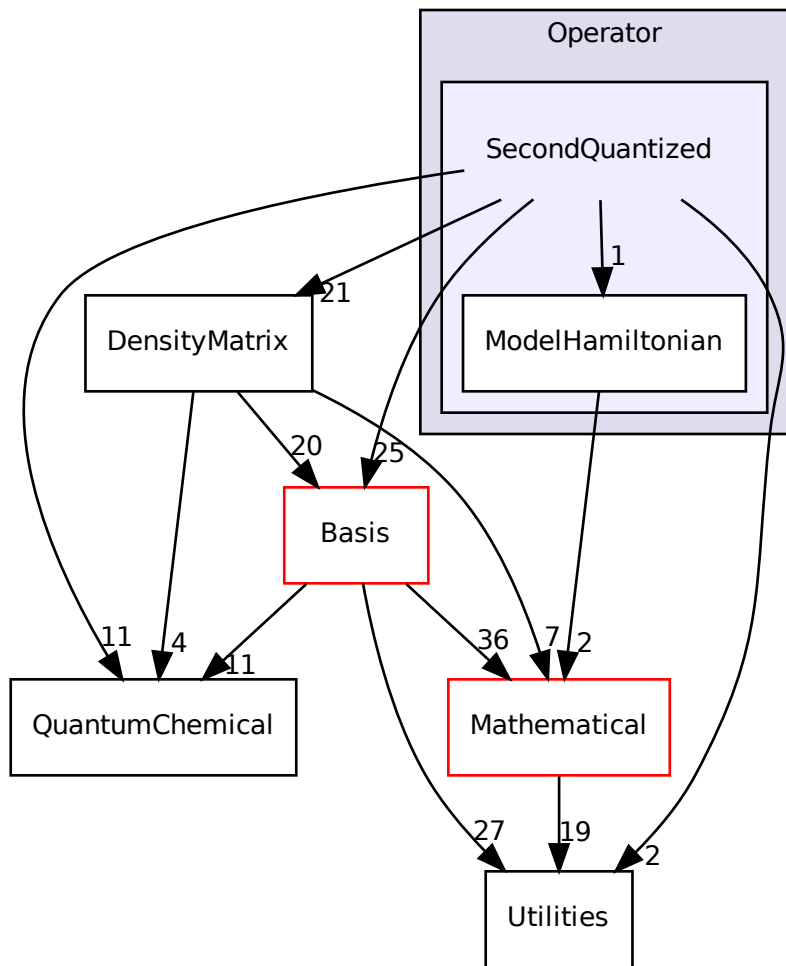 Operator
SecondQuantized
1
21
DensityMatrix
ModelHamiltonian
20
25
Basis
11
4
11
36
7
2
QuantumChemical
Mathematical
27
19
2
Utilities